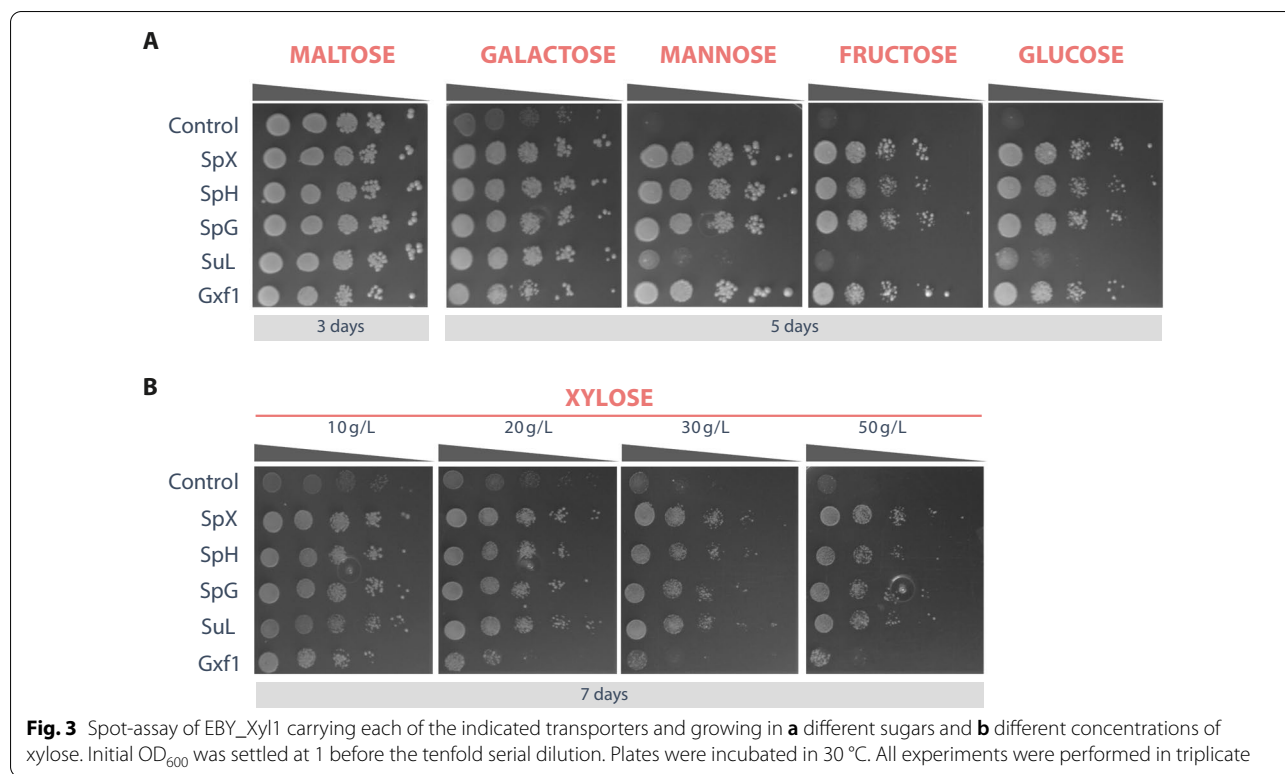 A
MALTOSE GALACTOSE MANNOSE FRUCTOSE GLUCOSE
Control
SpX
SpH
SpG
SuL
Gxf1
3 days 5 days
B
XYLOSE
10 g/L 20 g/L 30 g/L 50 g/L
Control
SpX
SpH
SpG
SuL
Gxf1
7 days
Fig. 3 Spot-assay of EBY_Xyl1 carrying each of the indicated transporters and growing in a different sugars and b different concentrations of
xylose. Initial OD600 was settled at 1 before the tenfold serial dilution. Plates were incubated in 30 °C. All experiments were performed in triplicate